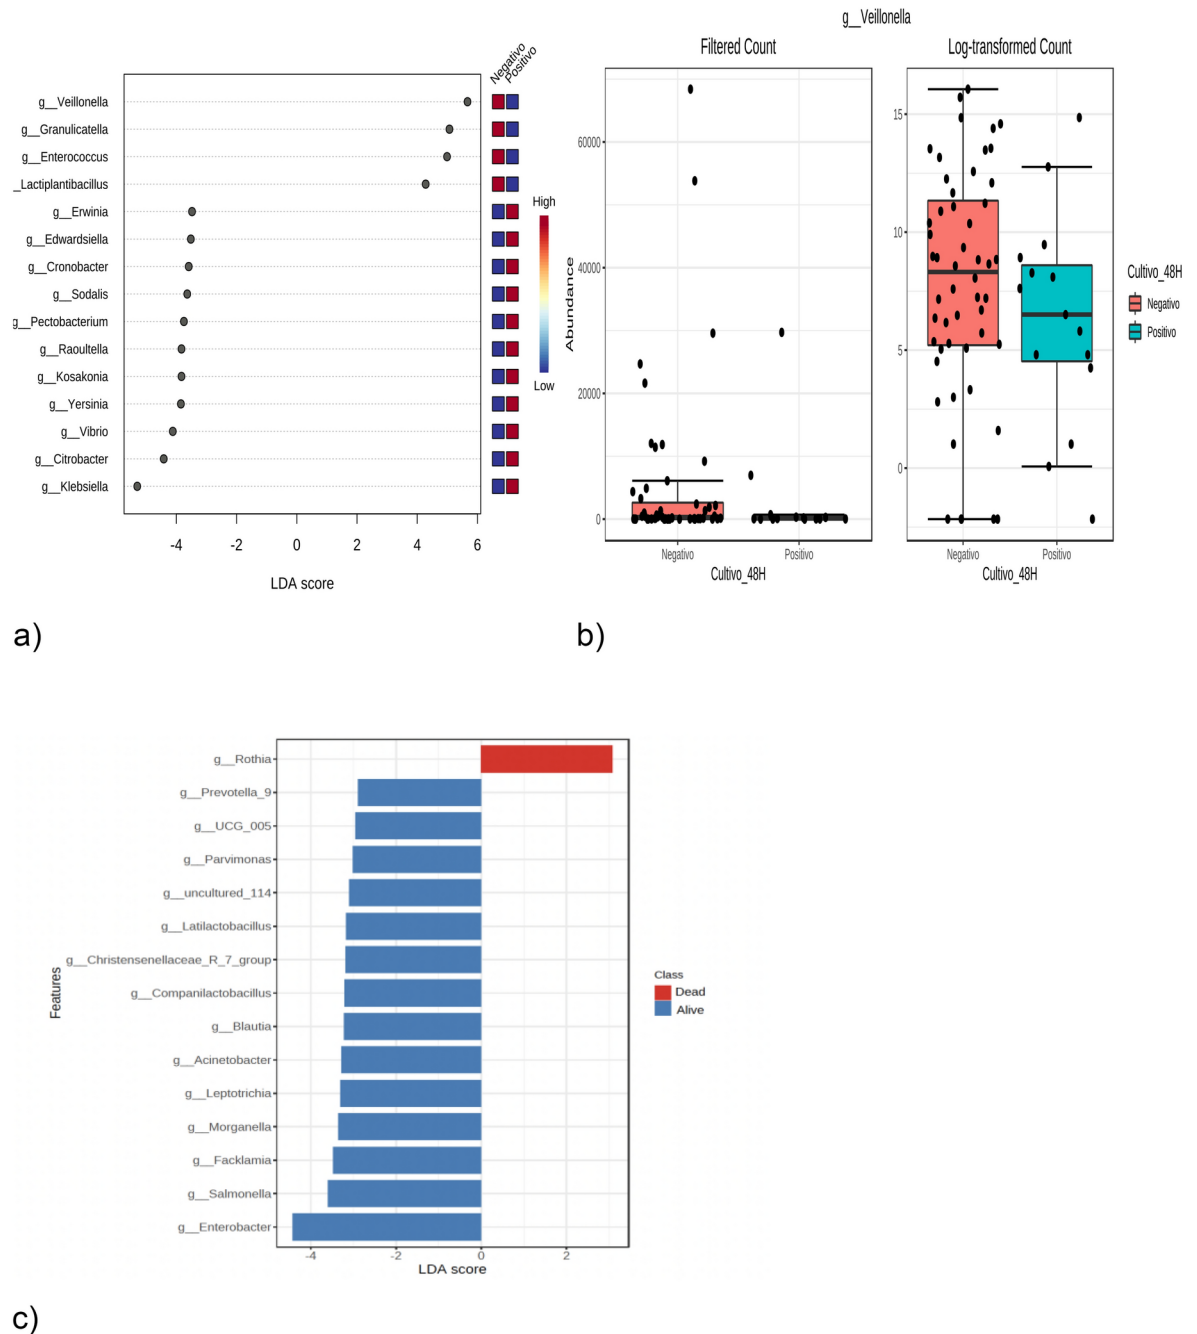 g__Veillonella
Filtered Count
Log-transformed Count
Negativo
Positivo
g__Veillonella
g__Granulicatella
g__Enterococcus
_Lactiplantibacillus
g__Erwinia
g__Edwardsiella
g__Cronobacter
g__Sodalis
g__Pectobacterium
g__Raoultella
g__Kosakonia
g__Yersinia
g__Vibrio
g__Citrobacter
g__Klebsiella
-4 -2 0 2 4 6
LDA score
High
Low
a)
Abundance
60000
40000
20000
0
Negativo Positivo
Cultivo_48H
15
10
5
0
Negativo Positivo
Cultivo_48H
Cultivo_48H
Negativo
Positivo
b)
Features
g__Rothia
g__Prevotella_9
g__UCG_005
g__Parvimonas
g__uncultured_114
g__Latilactobacillus
g__Christensenellaceae_R_7_group
g__Companilactobacillus
g__Blautia
g__Acinetobacter
g__Leptotrichia
g__Morganella
g__Facklamia
g__Salmonella
g__Enterobacter
-4 -2 0 2
LDA score
Class
Dead
Alive
c)